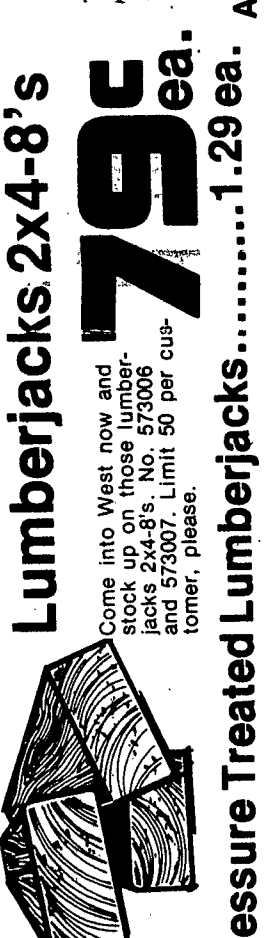 Lumberjacks 2x4-8's
Come into West now and
stock up on those lumber-
jacks 2x4-8's. No. 573006
and 573007. Limit 50 per cus-
tomer, please.
79¢ ea.
essure Treated Lumberjacks..........1.29 ea.
A